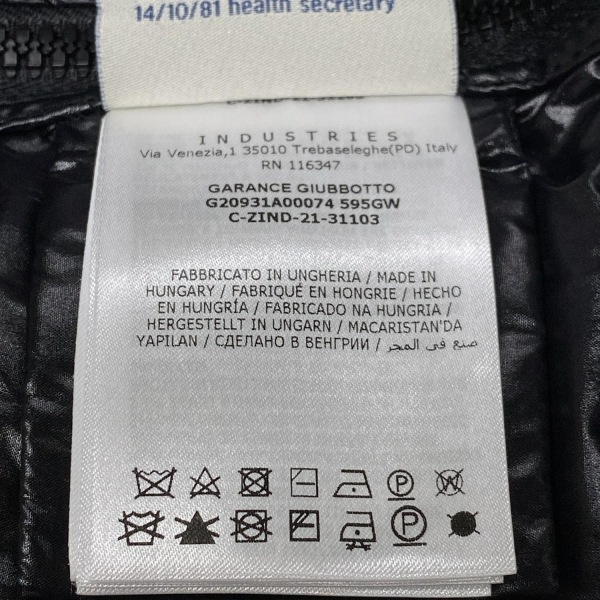 14/10/81 health secretary
INDUSTRIES
Via Venezia,1 35010 Trebaseleghe(PD) Italy
RN 116347
GARANCE GIUBBOTTO
G20931A00074 595GW
C-ZIND-21-31103
FABBRICATO IN UNGHERIA / MADE IN
HUNGARY / FABRIQUÉ EN HONGRIE / HECHO
EN HUNGRÍA / FABRICADO NA HUNGRIA /
HERGESTELLT IN UNGARN / MACARISTAN'DA
YAPILAN / СДЕЛАНО В ВЕНГРИИ / صنع في المجر
P W
P